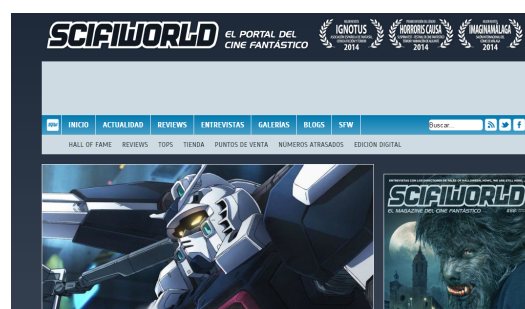 SCIFIWORLD
EL PORTAL DEL
CINE FANTÁSTICO
IGNOTUS
2014
HORRORIS CAUSA
2014
IMAGINAMÁLAGA
2014
INICIO ACTUALIDAD REVIEWS ENTREVISTAS GALERÍAS BLOGS SFW
Buscar...
HALL OF FAME REVIEWS TOPS TIENDA PUNTOS DE VENTA NÚMEROS ATRASADOS EDICIÓN DIGITAL
SCIFIWORLD
EL MAGAZINE DEL CINE FANTÁSTICO